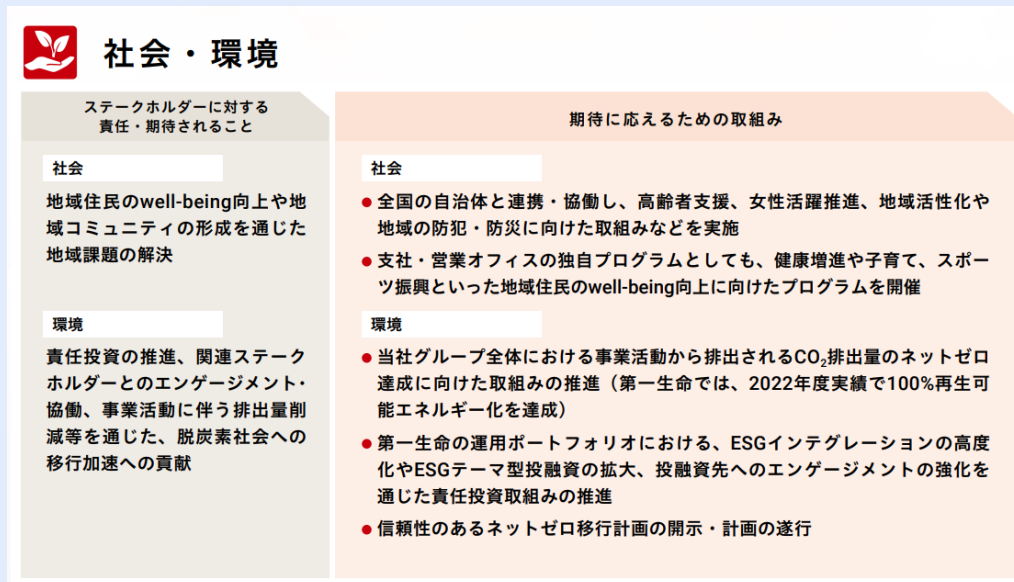 社会・環境
ステークホルダーに対する
責任・期待されること
社会
地域住民のwell-being向上や地
域コミュニティの形成を通じた
地域課題の解決
環境
責任投資の推進、関連ステーク
ホルダーとのエンゲージメント・
協働、事業活動に伴う排出量削
減等を通じた、脱炭素社会への
移行加速への貢献
期待に応えるための取組み
社会
● 全国の自治体と連携・協働し、高齢者支援、女性活躍推進、地域活性化や
地域の防犯・防災に向けた取組みなどを実施
● 支社・営業オフィスの独自プログラムとしても、健康増進や子育て、スポー
ツ振興といった地域住民のwell-being向上に向けたプログラムを開催
環境
● 当社グループ全体における事業活動から排出されるCO₂排出量のネットゼロ
達成に向けた取組みの推進（第一生命では、2022年度実績で100%再生可
能エネルギー化を達成）
● 第一生命の運用ポートフォリオにおける、ESGインテグレーションの高度
化やESGテーマ型投融資の拡大、投融資先へのエンゲージメントの強化を
通じた責任投資取組みの推進
● 信頼性のあるネットゼロ移行計画の開示・計画の遂行